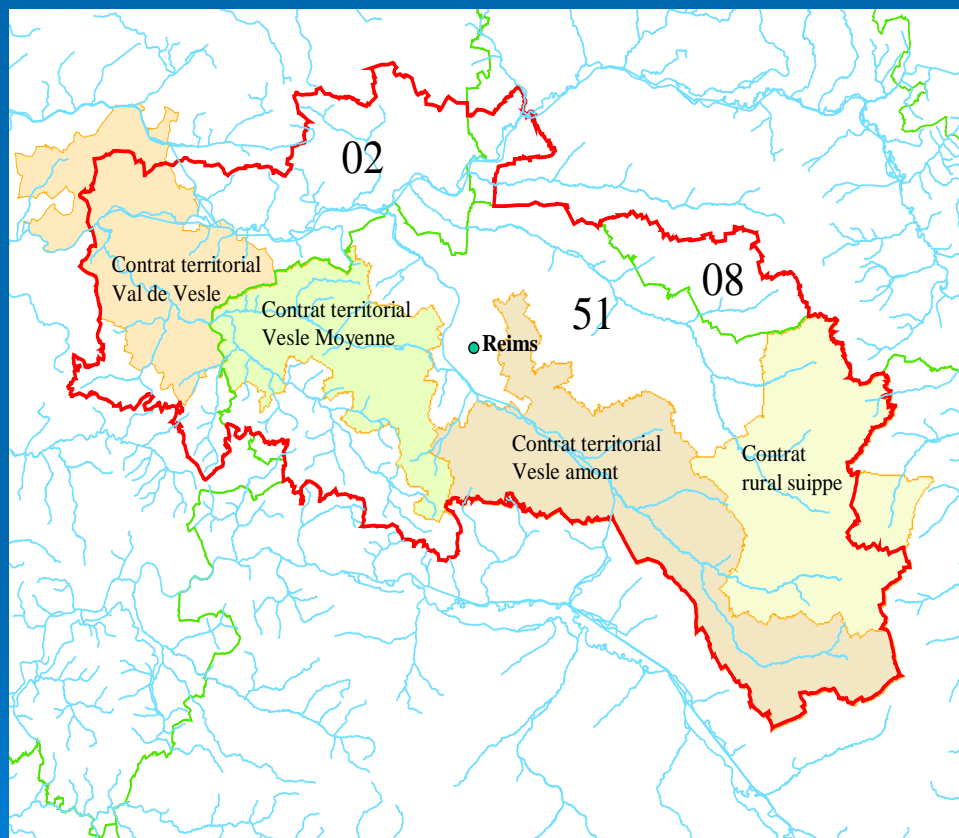 02
Contrat territorial
Val de Vesle
Contrat territorial
Vesle Moyenne
Reims
51
08
Contrat territorial
Vesle amont
Contrat
rural suippe